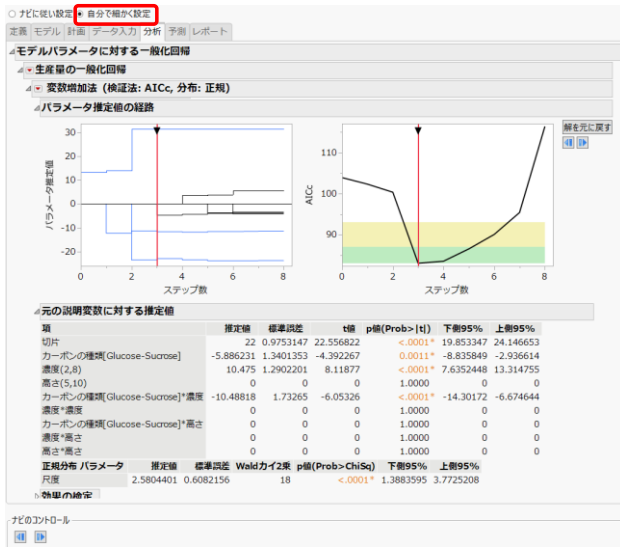 ナビに従い設定 自分で細かく設定
定義 モデル 計画 データ入力 分析 予測 レポート
モデルパラメータに対する一般化回帰
生産量の一般化回帰
変数増加法 (検証法: AICc, 分布: 正規)
パラメータ推定値の経路
解を元に戻す
パラメータ推定値
30
20
10
0
-10
-20
0 2 4 6 8
ステップ数
AICc
110
100
90
0 2 4 6 8
ステップ数
元の説明変数に対する推定値
項 推定値 標準誤差 t値 p値(Prob>|t|) 下側95% 上側95%
切片 22 0.9753147 22.556822 <.0001* 19.853347 24.146653
カーボンの種類[Glucose-Sucrose] -5.886231 1.3401353 -4.392267 0.0011* -8.835849 -2.936614
濃度(2,8) 10.475 1.2902201 8.11877 <.0001* 7.6352448 13.314755
高さ(5,10) 0 0 0 1.0000 0 0
カーボンの種類[Glucose-Sucrose]*濃度 -10.48818 1.73265 -6.05326 <.0001* -14.30172 -6.674644
濃度*濃度 0 0 0 1.0000 0 0
カーボンの種類[Glucose-Sucrose]*高さ 0 0 0 1.0000 0 0
濃度*高さ 0 0 0 1.0000 0 0
高さ*高さ 0 0 0 1.0000 0 0
正規分布 パラメータ 推定値 標準誤差 Waldカイ2乗 p値(Prob>ChiSq) 下側95% 上側95%
尺度 2.5804401 0.6082156 18 <.0001* 1.3883595 3.7725208
効果の検定
ナビのコントロール